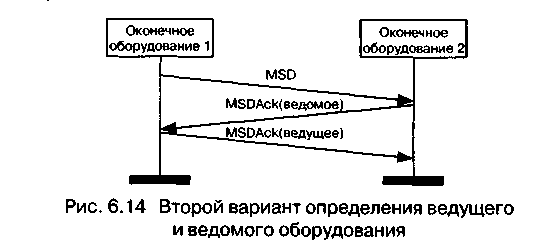 Оконечное
оборудование 1
Оконечное
оборудование 2
MSD
MSDAck(ведомое)
MSDAck(ведущее)
Рис. 6.14 Второй вариант определения ведущего
и ведомого оборудования